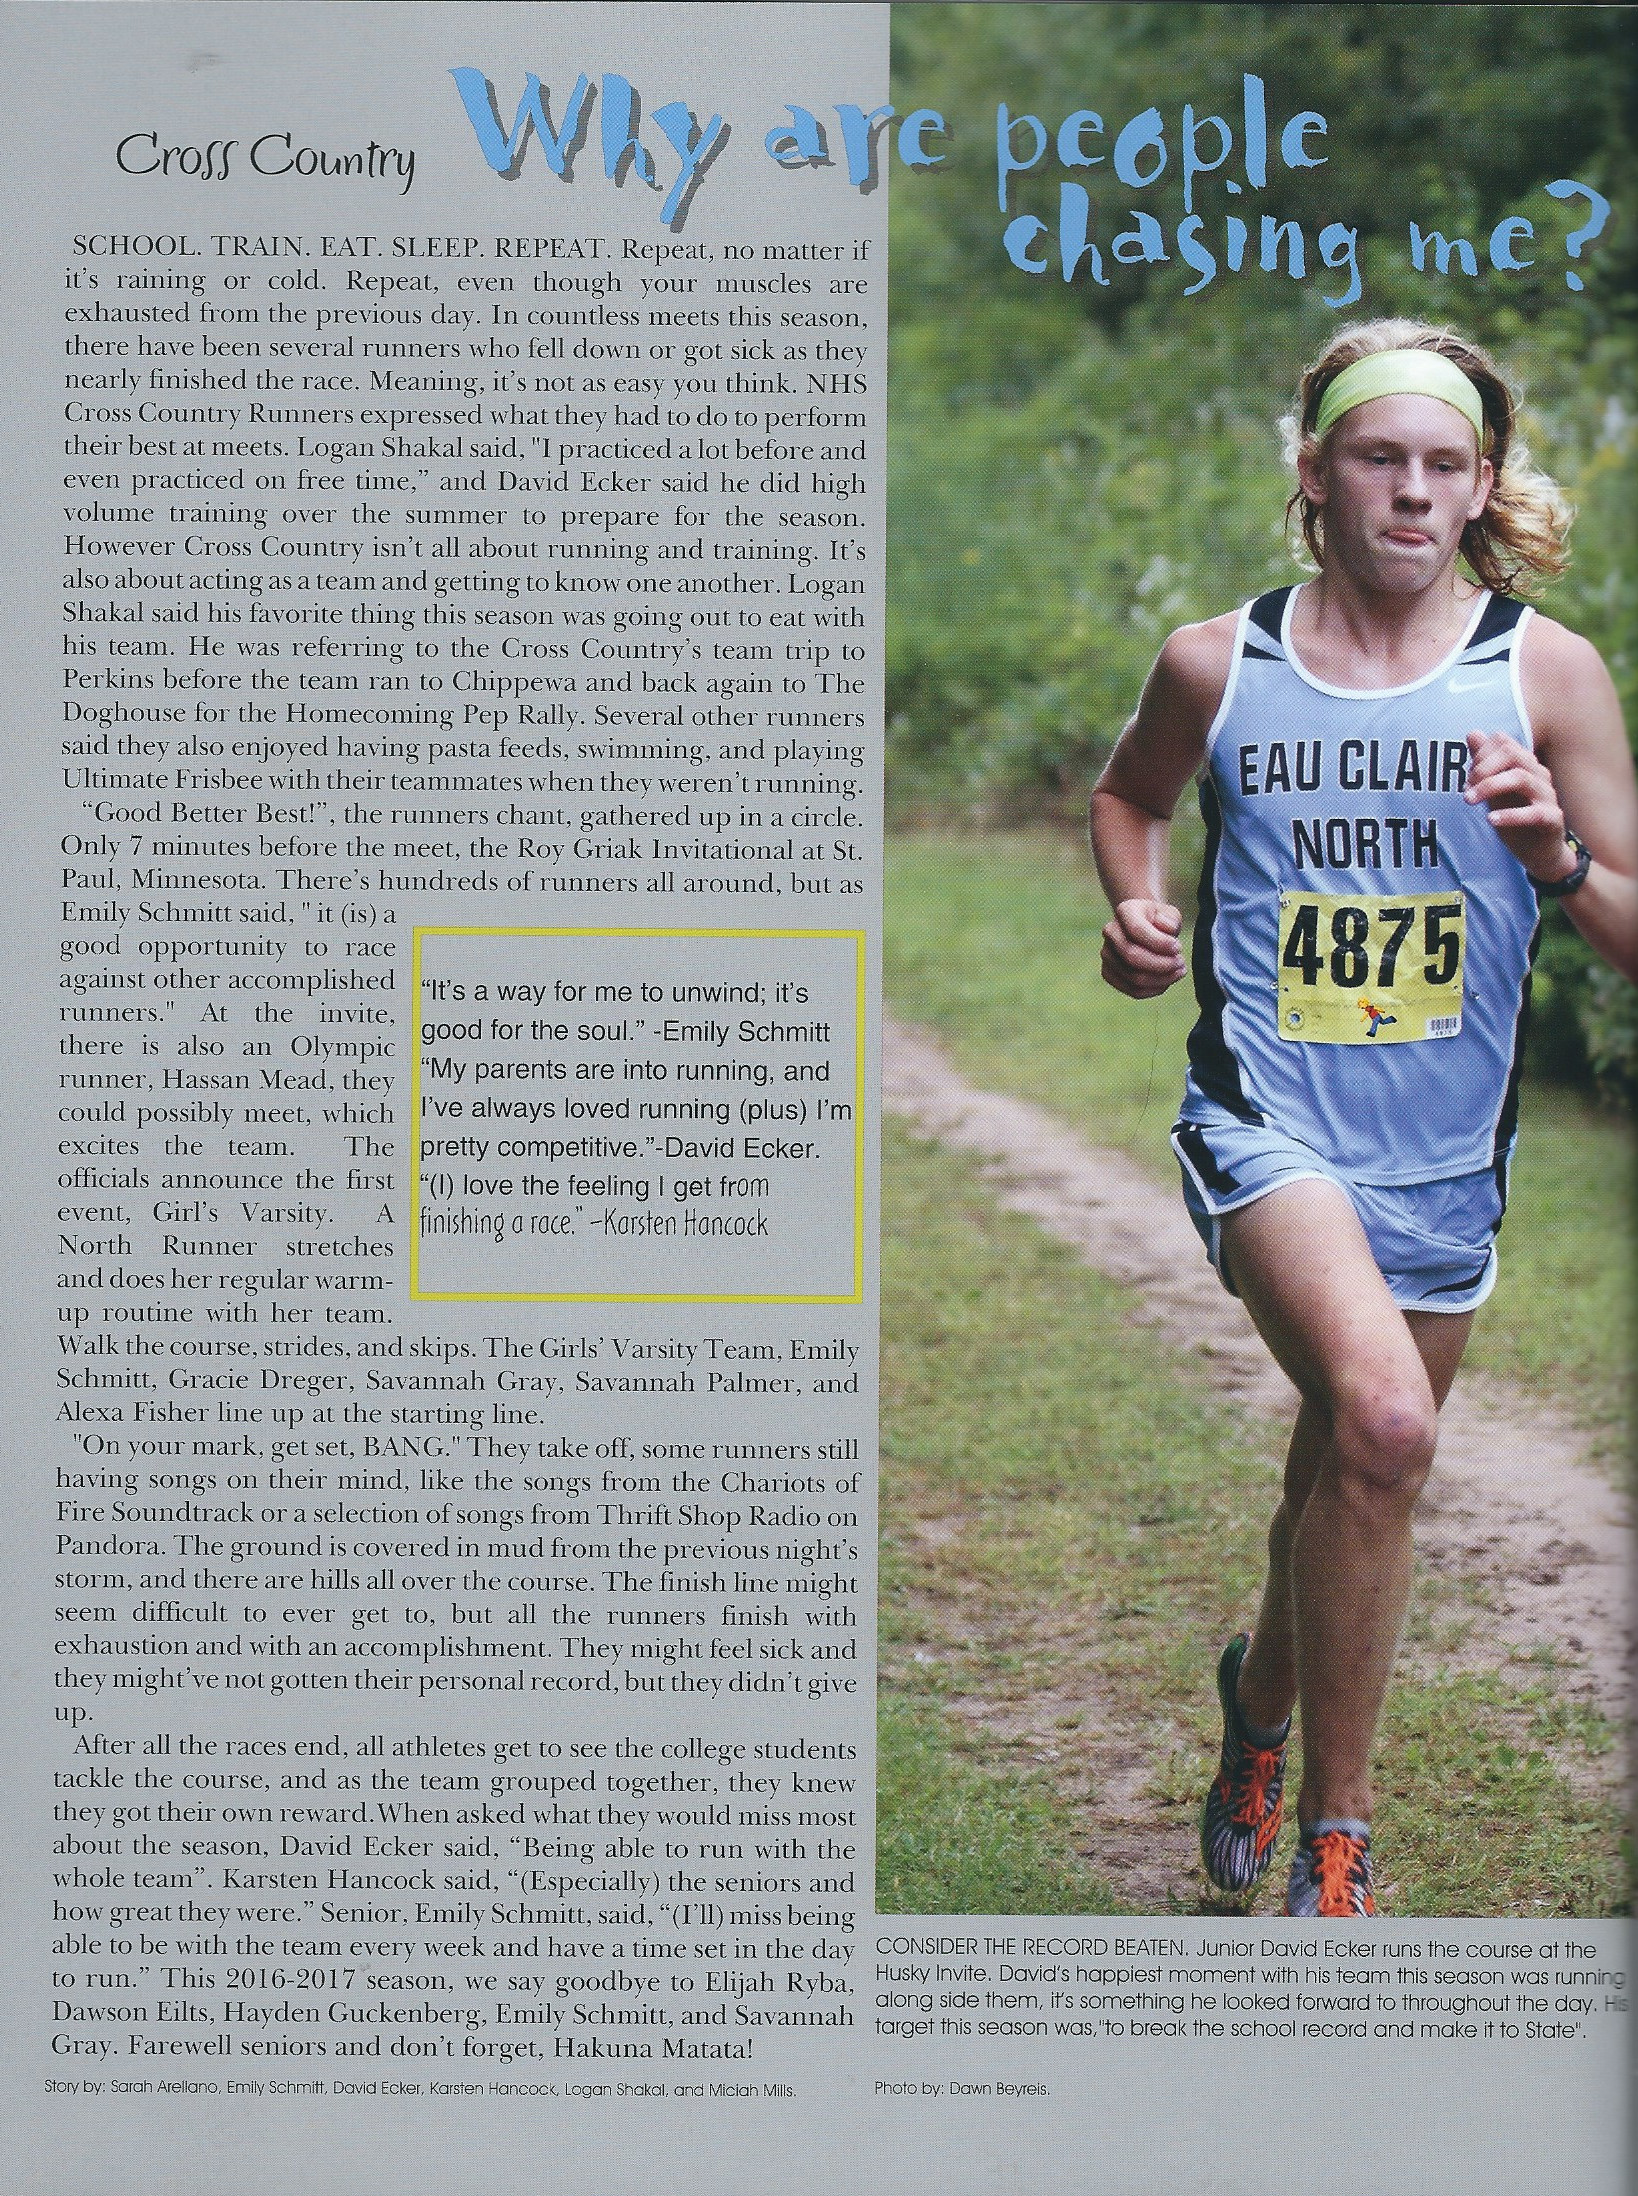 Cross Country
Why are people
chasing me?
SCHOOL. TRAIN. EAT. SLEEP. REPEAT. Repeat, no matter if
it's raining or cold. Repeat, even though your muscles are
exhausted from the previous day. In countless meets this season,
there have been several runners who fell down or got sick as they
nearly finished the race. Meaning, it's not as easy you think. NHS
Cross Country Runners expressed what they had to do to perform
their best at meets. Logan Shakal said, "I practiced a lot before and
even practiced on free time,” and David Ecker said he did high
volume training over the summer to prepare for the season.
However Cross Country isn't all about running and training. It's
also about acting as a team and getting to know one another. Logan
Shakal said his favorite thing this season was going out to eat with
his team. He was referring to the Cross Country's team trip to
Perkins before the team ran to Chippewa and back again to The
Doghouse for the Homecoming Pep Rally. Several other runners
said they also enjoyed having pasta feeds, swimming, and playing
Ultimate Frisbee with their teammates when they weren't running.
“Good Better Best!”, the runners chant, gathered up in a circle.
Only 7 minutes before the meet, the Roy Griak Invitational at St.
Paul, Minnesota. There's hundreds of runners all around, but as
Emily Schmitt said, " it (is) a
good opportunity to race
against other accomplished
runners." At the invite,
there is also an Olympic
runner, Hassan Mead, they
could possibly meet, which
excites the team. The
officials announce the first
event, Girl's Varsity. A
North Runner stretches
and does her regular warm-
up routine with her team.
Walk the course, strides, and skips. The Girls' Varsity Team, Emily
Schmitt, Gracie Dreger, Savannah Gray, Savannah Palmer, and
Alexa Fisher line up at the starting line.
"On your mark, get set, BANG." They take off, some runners still
having songs on their mind, like the songs from the Chariots of
Fire Soundtrack or a selection of songs from Thrift Shop Radio on
Pandora. The ground is covered in mud from the previous night's
storm, and there are hills all over the course. The finish line might
seem difficult to ever get to, but all the runners finish with
exhaustion and with an accomplishment. They might feel sick and
they might've not gotten their personal record, but they didn't give
up.
After all the races end, all athletes get to see the college students
tackle the course, and as the team grouped together, they knew
they got their own reward.When asked what they would miss most
about the season, David Ecker said, “Being able to run with the
whole team”. Karsten Hancock said, “(Especially) the seniors and
how great they were.” Senior, Emily Schmitt, said, “(I'll) miss being
able to be with the team every week and have a time set in the day
to run.” This 2016-2017 season, we say goodbye to Elijah Ryba,
Dawson Eilts, Hayden Guckenberg, Emily Schmitt, and Savannah
Gray. Farewell seniors and don't forget, Hakuna Matata!
Story by: Sarah Arellano, Emily Schmitt, David Ecker, Karsten Hancock, Logan Shakal, and Miciah Mills.
“It's a way for me to unwind; it's
good for the soul.” -Emily Schmitt
“My parents are into running, and
I've always loved running (plus) I'm
pretty competitive.”-David Ecker.
“(I) love the feeling I get from
finishing a race.” -Karsten Hancock
EAU CLAIR
NORTH
4875
CONSIDER THE RECORD BEATEN. Junior David Ecker runs the course at the
Husky Invite. David's happiest moment with his team this season was running
along side them, it's something he looked forward to throughout the day. His
target this season was,"to break the school record and make it to State".
Photo by: Dawn Beyreis.